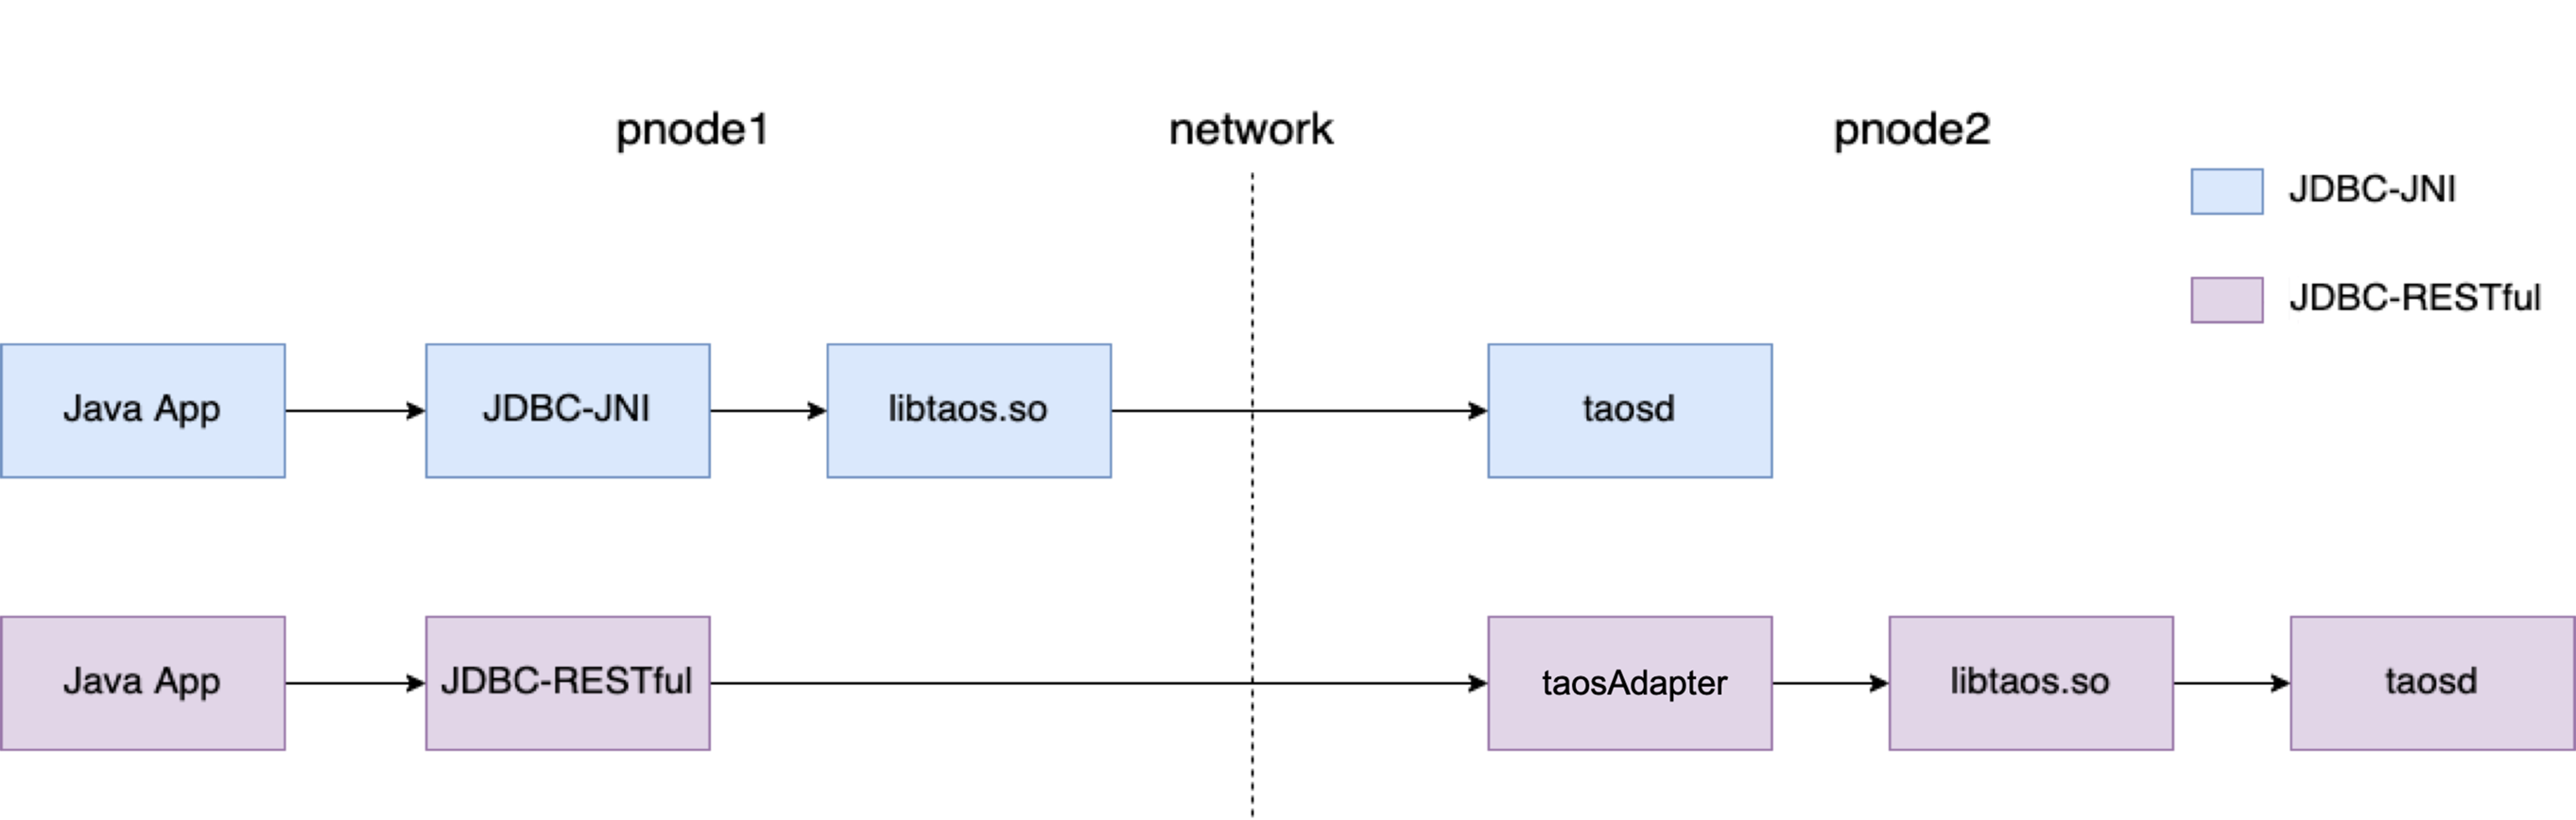 pnode1
network
pnode2
JDBC-JNI
JDBC-RESTful
Java App
JDBC-JNI
libtaos.so
taosd
Java App
JDBC-RESTful
taosAdapter
libtaos.so
taosd